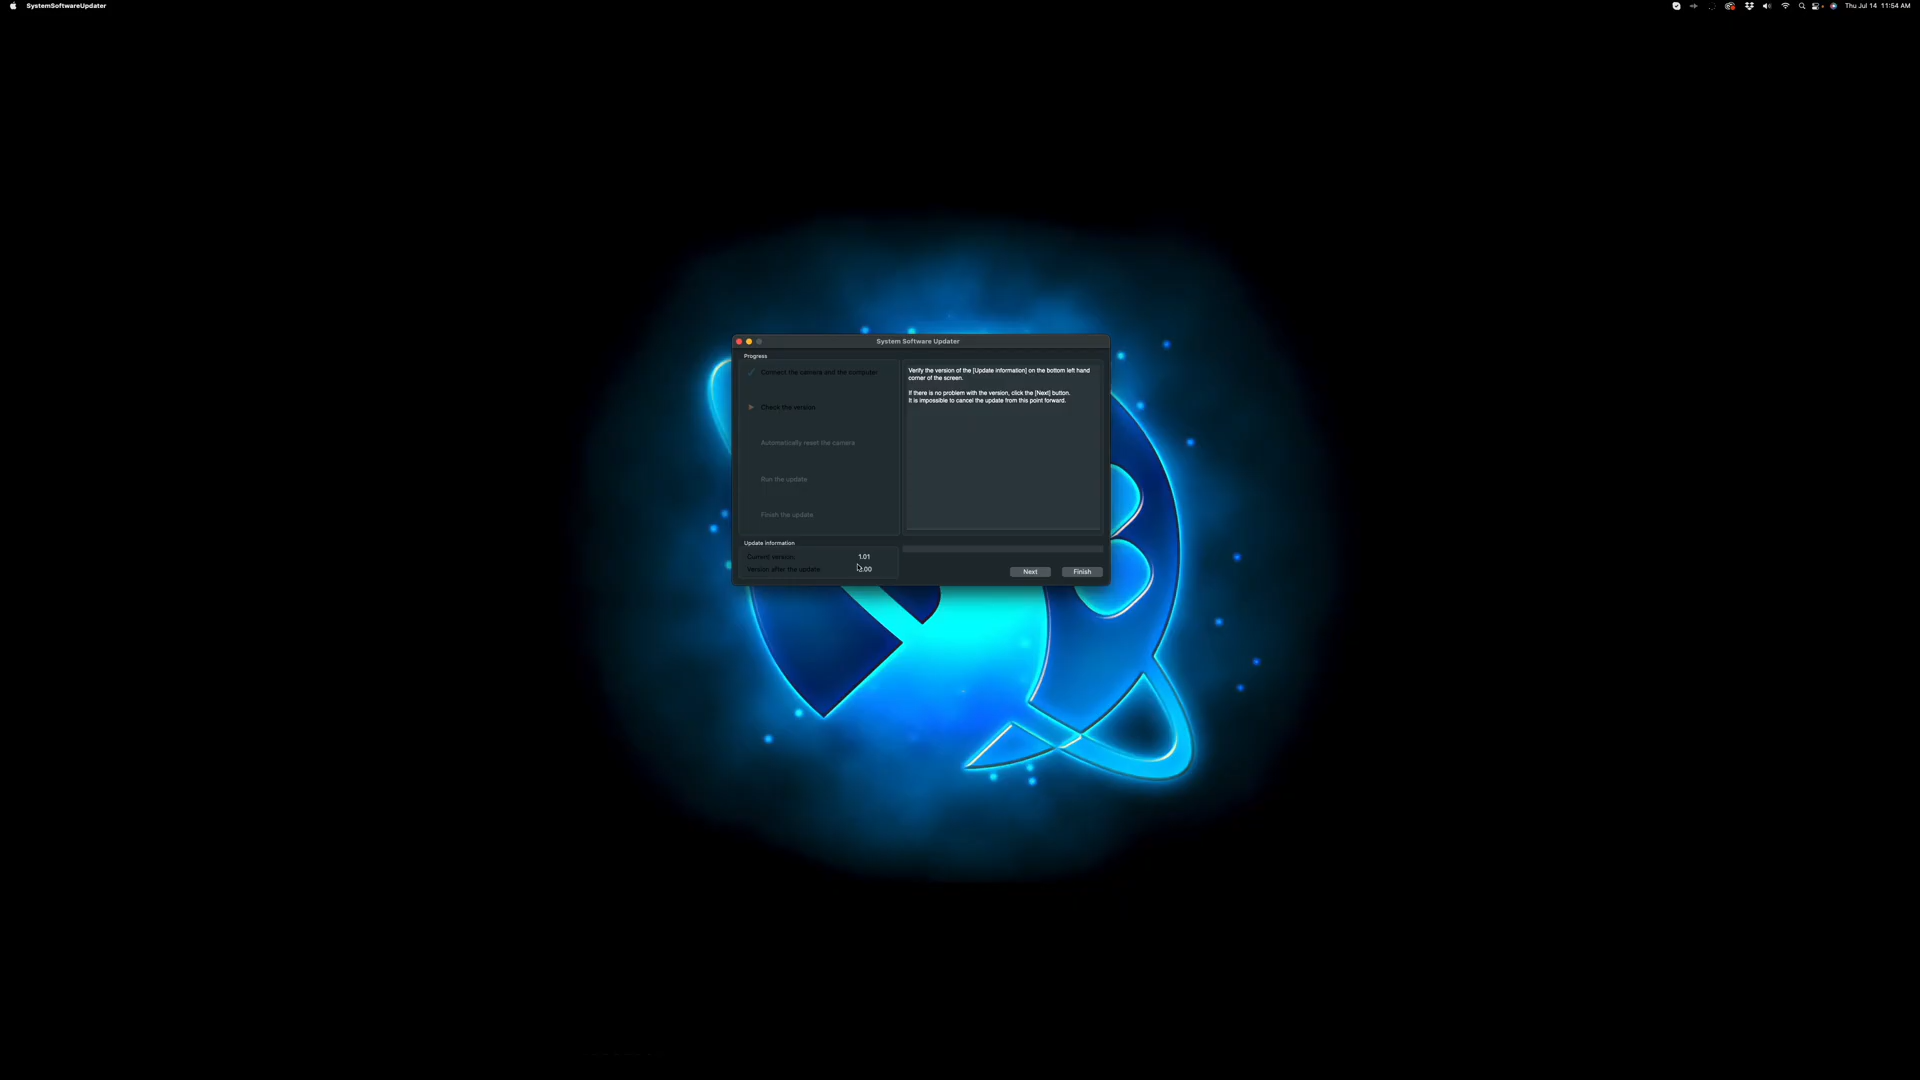 SystemSoftwareUpdater
Thu Jul 14 11:54 AM
System Software Updater
Progress
Connect the camera and the computer
Check the version
Automatically reset the camera
Run the update
Finish the update
Verify the version of the [Update information] on the bottom left hand
corner of the screen.
If there is no problem with the version, click the [Next] button.
It is impossible to cancel the update from this point forward.
Update information
Current version: 1.01
Version after the update: .00
Next
Finish